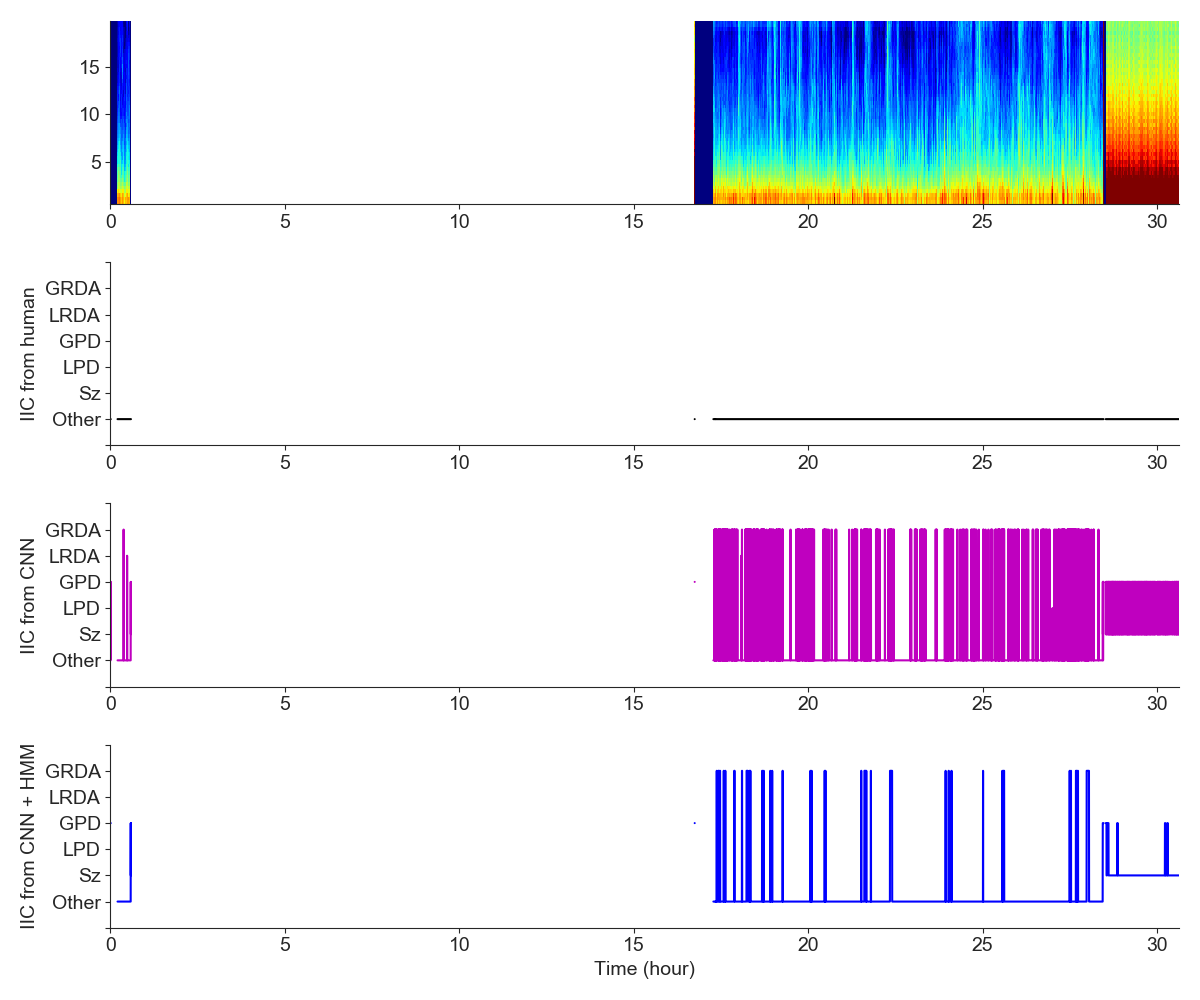 15
10
5
0 5 10 15 20 25 30
IIC from human
GRDA
LRDA
GPD
LPD
Sz
Other
0 5 10 15 20 25 30
IIC from CNN
GRDA
LRDA
GPD
LPD
Sz
Other
0 5 10 15 20 25 30
IIC from CNN + HMM
GRDA
LRDA
GPD
LPD
Sz
Other
0 5 10 15 20 25 30
Time (hour)